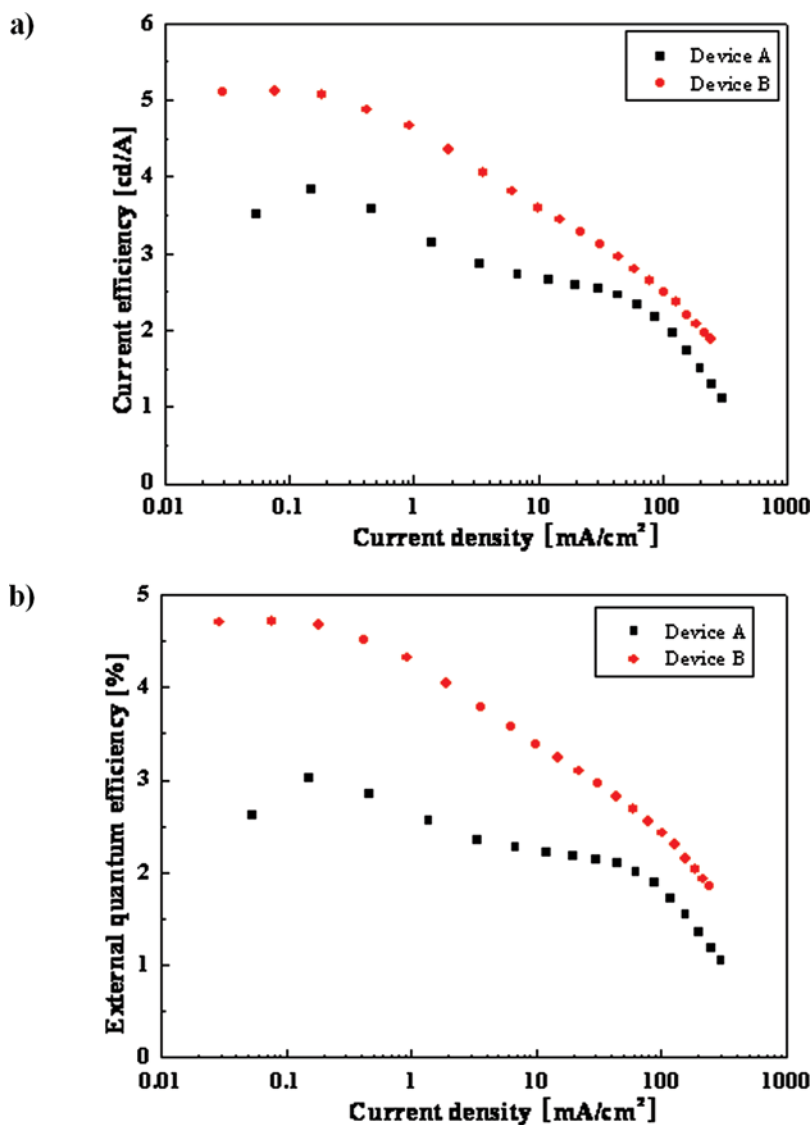 a)
6
5
4
3
2
1
0
Current efficiency [cd/A]
Device A
Device B
0.01 0.1 1 10 100 1000
Current density [mA/cm²]
b)
5
4
3
2
1
0
External quantum efficiency [%]
Device A
Device B
0.01 0.1 1 10 100 1000
Current density [mA/cm²]